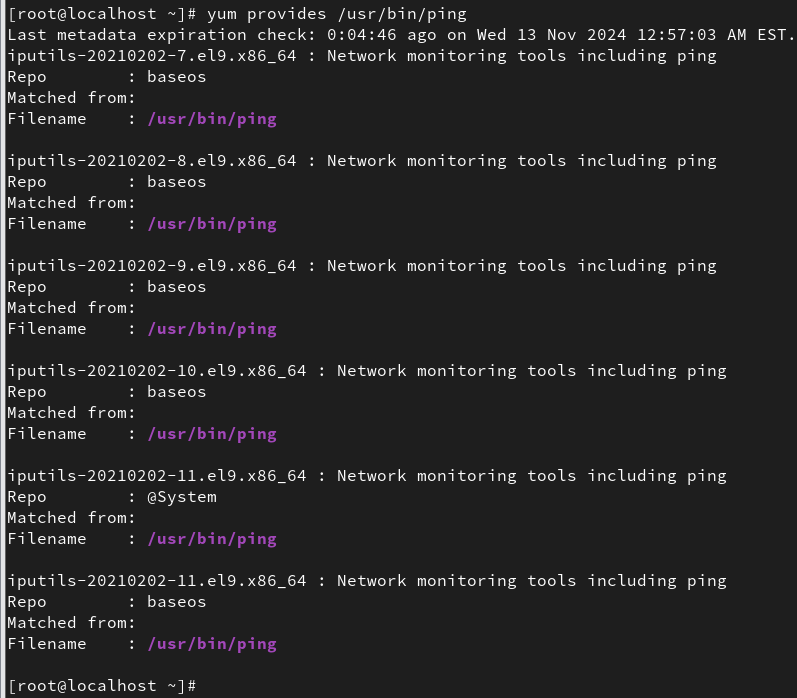 [root@localhost ~]# yum provides /usr/bin/ping
Last metadata expiration check: 0:04:46 ago on Wed 13 Nov 2024 12:57:03 AM EST.
iputils-20210202-7.el9.x86_64 : Network monitoring tools including ping
Repo        : baseos
Matched from:
Filename    : /usr/bin/ping

iputils-20210202-8.el9.x86_64 : Network monitoring tools including ping
Repo        : baseos
Matched from:
Filename    : /usr/bin/ping

iputils-20210202-9.el9.x86_64 : Network monitoring tools including ping
Repo        : baseos
Matched from:
Filename    : /usr/bin/ping

iputils-20210202-10.el9.x86_64 : Network monitoring tools including ping
Repo        : baseos
Matched from:
Filename    : /usr/bin/ping

iputils-20210202-11.el9.x86_64 : Network monitoring tools including ping
Repo        : @System
Matched from:
Filename    : /usr/bin/ping

iputils-20210202-11.el9.x86_64 : Network monitoring tools including ping
Repo        : baseos
Matched from:
Filename    : /usr/bin/ping

[root@localhost ~]#